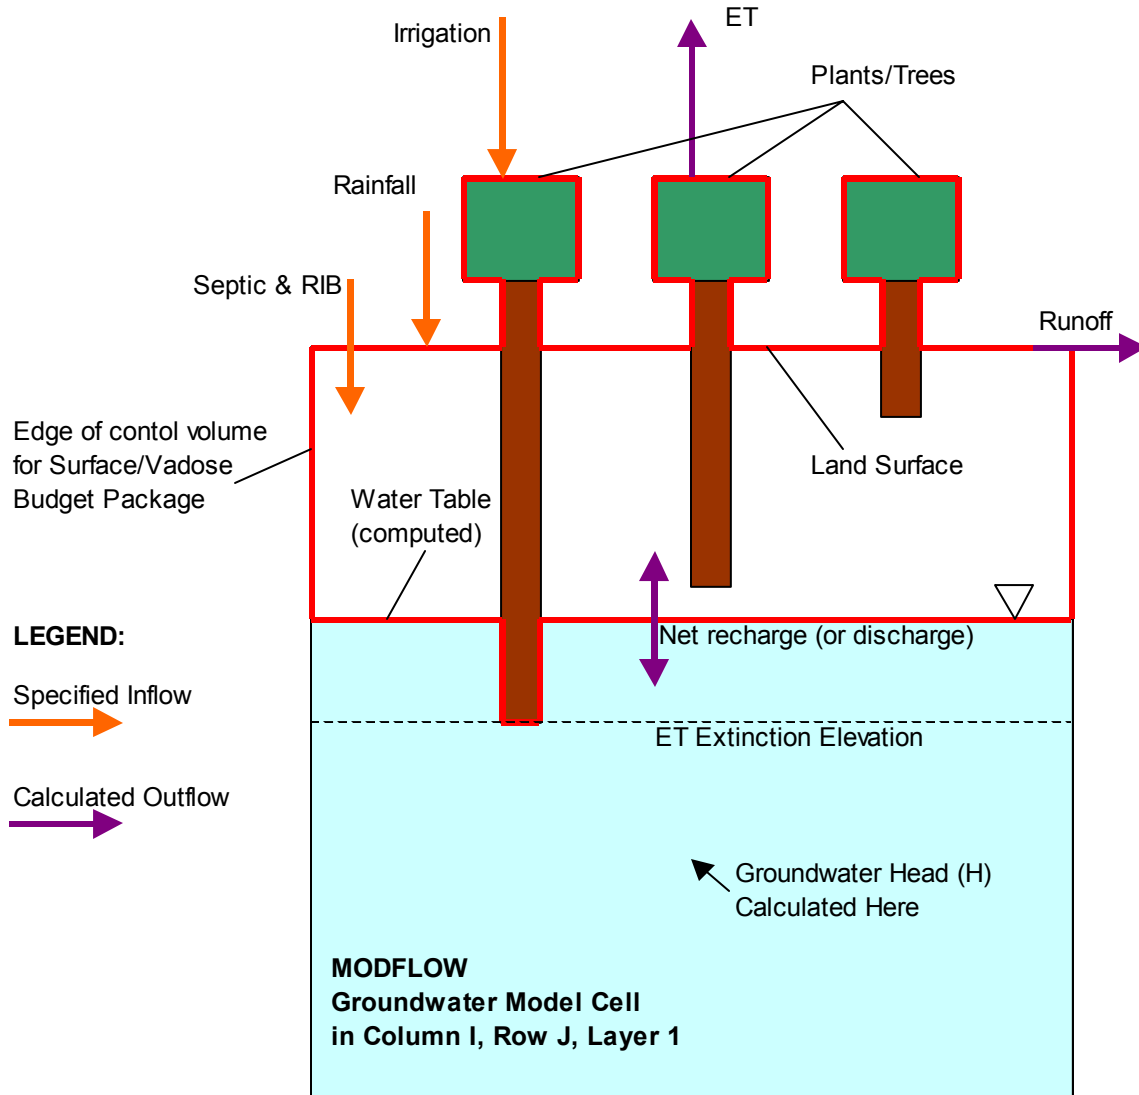 Irrigation
ET
Plants/Trees
Rainfall
Septic & RIB
Runoff
Edge of contol volume
for Surface/Vadose
Budget Package
Land Surface
Water Table
(computed)
LEGEND:
Net recharge (or discharge)
Specified Inflow
ET Extinction Elevation
Calculated Outflow
Groundwater Head (H)
Calculated Here
MODFLOW
Groundwater Model Cell
in Column I, Row J, Layer 1